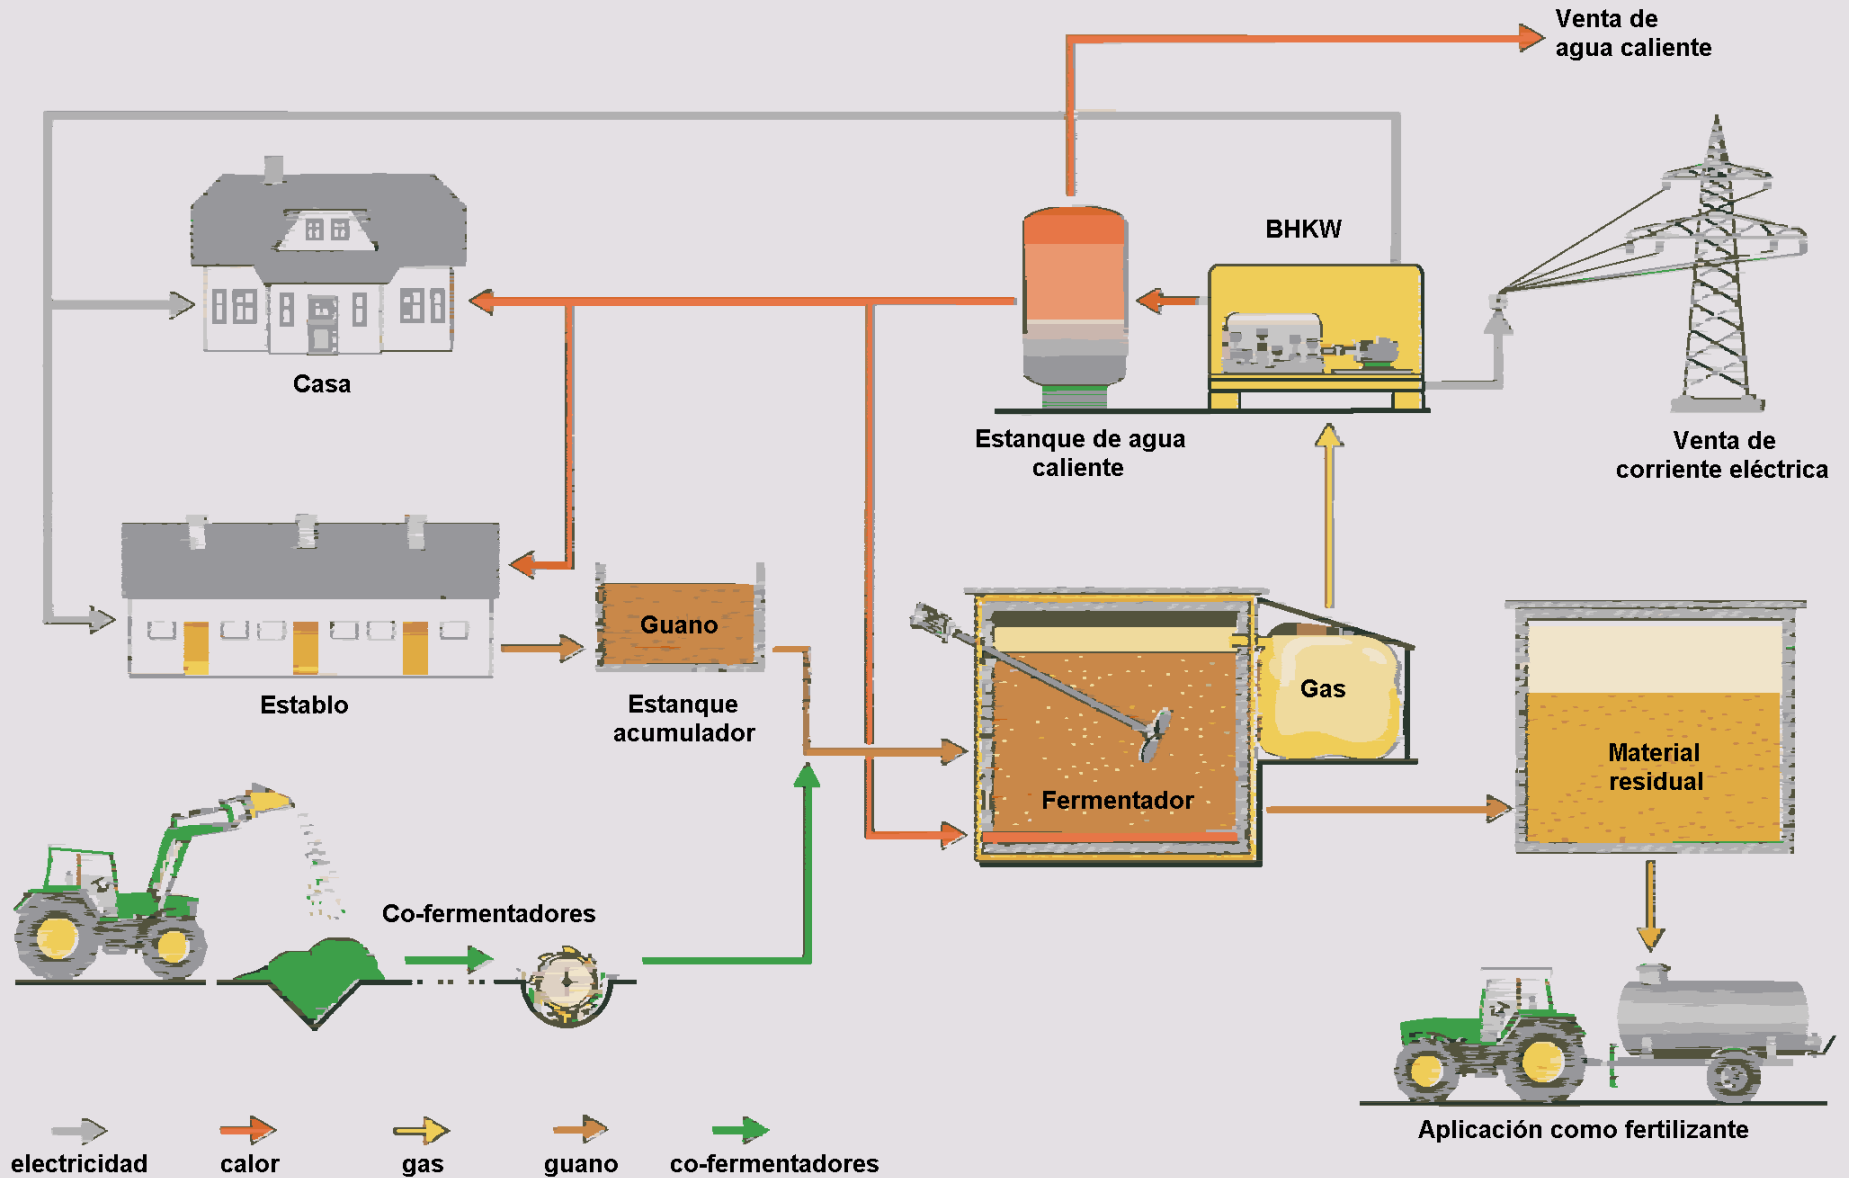 Venta de
agua caliente
BHKW
Casa
Estanque de agua
caliente
Venta de
corriente eléctrica
Guano
Establo
Estanque
acumulador
Gas
Fermentador
Material
residual
Co-fermentadores
Aplicación como fertilizante
electricidad
calor
gas
guano
co-fermentadores